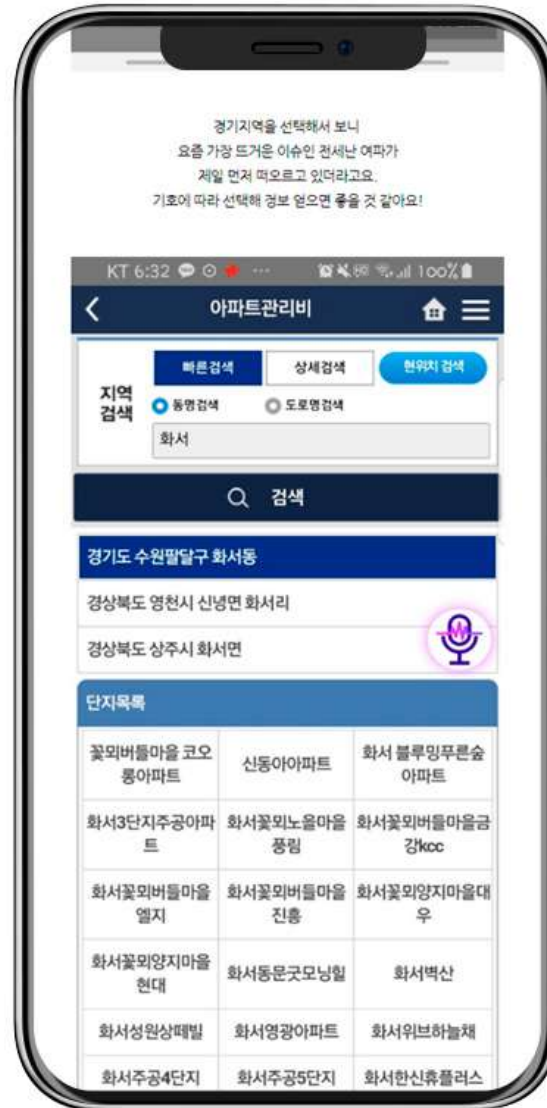 경기지역을 선택해서 보니
요즘 가장 뜨거운 이슈인 전세난 여파가
제일 먼저 떠오르고 있더라고요.
기호에 따라 선택해 정보 얻으면 좋을 것 같아요!
KT 6:32 ··· 100%
아파트관리비
빠른검색 상세검색 현위치 검색
지역
검색
동명검색 도로명검색
화서
검색
경기도 수원팔달구 화서동
경상북도 영천시 신녕면 화서리
경상북도 상주시 화서면
단지목록
꽃뫼버들마을 코오
롱아파트
신동아아파트
화서 블루밍푸른숲
아파트
화서3단지주공아파
트
화서꽃뫼노을마을
풍림
화서꽃뫼버들마을금
강kcc
화서꽃뫼버들마을
엘지
화서꽃뫼버들마을
진흥
화서꽃뫼양지마을대
우
화서꽃뫼양지마을
현대
화서동문굿모닝힐
화서벽산
화서성원상떼빌
화서영광아파트
화서위브하늘채
화서주공4단지
화서주공5단지
화서한신휴플러스